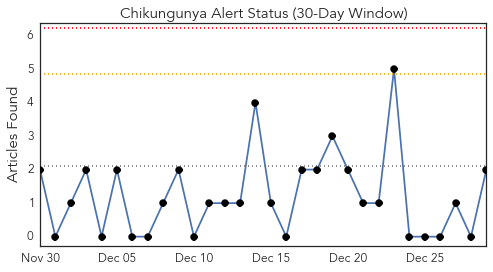 Chikungunya Alert Status (30-Day Window)
Articles Found
6
5
4
3
2
1
0
Nov 30 Dec 05 Dec 10 Dec 15 Dec 20 Dec 25